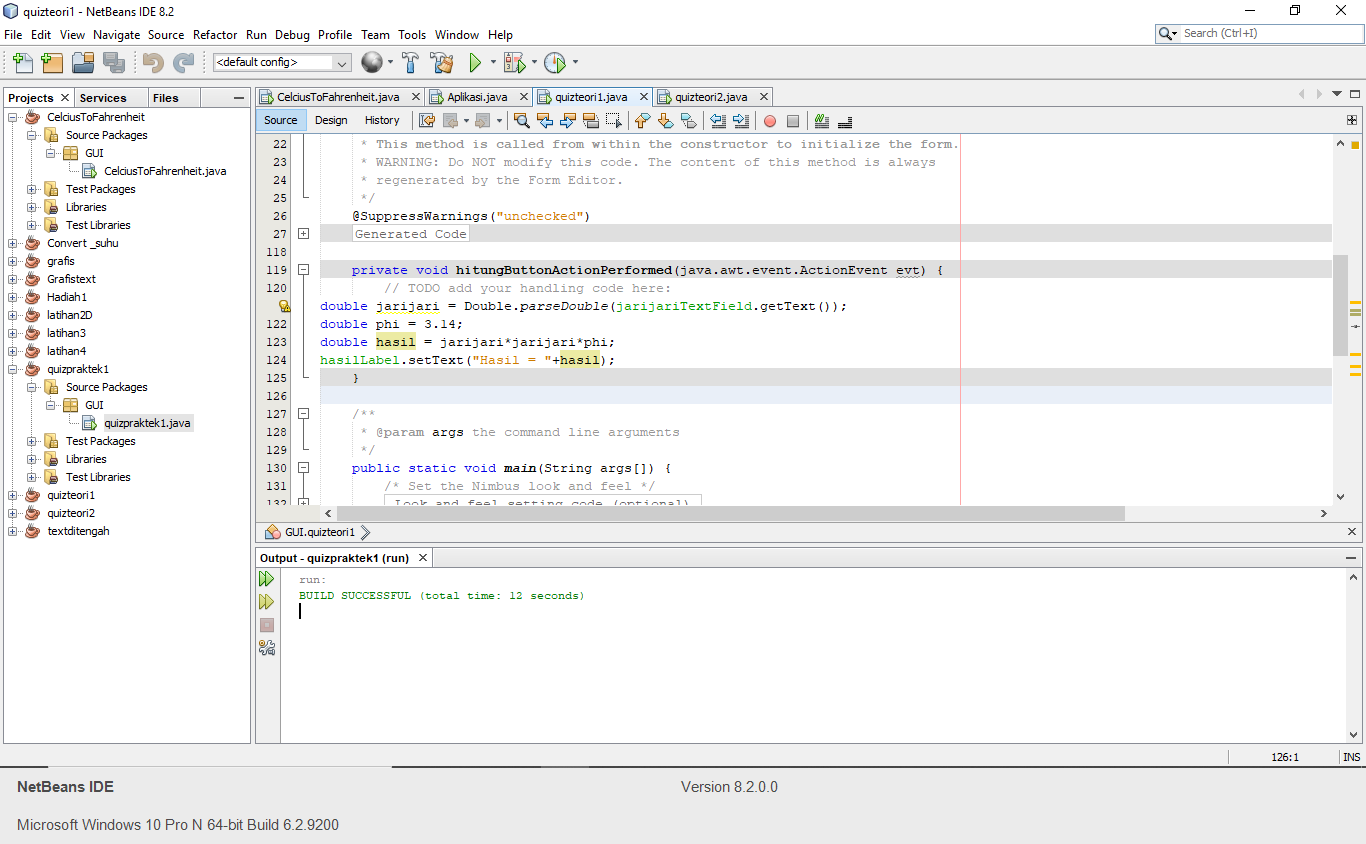 quizteori1 - NetBeans IDE 8.2
File Edit View Navigate Source Refactor Run Debug Profile Team Tools Window Help
Search (Ctrl+I)
<default config>
Projects Services Files
CelciusToFahrenheit
Source Packages
GUI
CelciusToFahrenheit.java
Test Packages
Libraries
Test Libraries
Convert _suhu
grafis
Grafistext
Hadiah1
latihan2D
latihan3
latihan4
quizpraktek1
Source Packages
GUI
quizpraktek1.java
Test Packages
Libraries
Test Libraries
quizteori1
quizteori2
textditengah
CelciusToFahrenheit.java Aplikasi.java quizteori1.java quizteori2.java
Source Design History
22 * This method is called from within the constructor to initialize the form.
23 * WARNING: Do NOT modify this code. The content of this method is always
24 * regenerated by the Form Editor.
25 */
26 @SuppressWarnings("unchecked")
27 Generated Code
118
119 private void hitungButtonActionPerformed(java.awt.event.ActionEvent evt) {
120 // TODO add your handling code here:
double jarijari = Double.parseDouble(jarijariTextField.getText());
122 double phi = 3.14;
123 double hasil = jarijari*jarijari*phi;
124 hasilLabel.setText("Hasil = "+hasil);
125 }
126
127 /**
128 * @param args the command line arguments
129 */
130 public static void main(String args[]) {
131 /* Set the Nimbus look and feel */
132 Look and feel setting code (optional)
GUI.quizteori1
Output - quizpraktek1 (run)
run:
BUILD SUCCESSFUL (total time: 12 seconds)
126:1 INS
NetBeans IDE Version 8.2.0.0
Microsoft Windows 10 Pro N 64-bit Build 6.2.9200